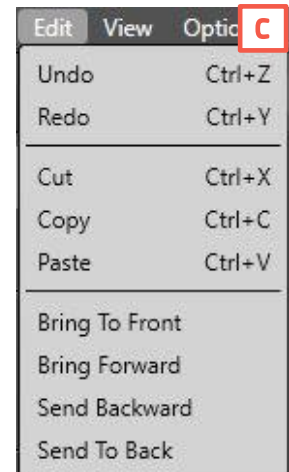 Edit View Optio C
Undo Ctrl+Z
Redo Ctrl+Y
Cut Ctrl+X
Copy Ctrl+C
Paste Ctrl+V
Bring To Front
Bring Forward
Send Backward
Send To Back